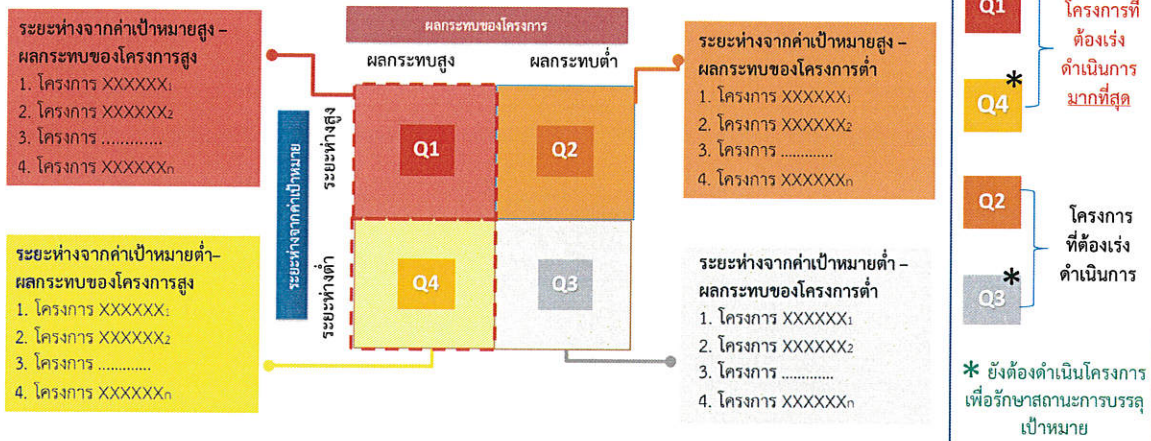 ผลกระทบของโครงการ
ผลกระทบสูง
ผลกระทบต่ำ
ระยะห่างจากค่าเป้าหมาย
ระยะห่างสูง
ระยะห่างต่ำ
Q1
Q2
Q4
Q3
ระยะห่างจากค่าเป้าหมายสูง –
ผลกระทบของโครงการสูง
1. โครงการ XXXXXX₁
2. โครงการ XXXXXX₂
3. โครงการ .............
4. โครงการ XXXXXXₙ
ระยะห่างจากค่าเป้าหมายสูง –
ผลกระทบของโครงการต่ำ
1. โครงการ XXXXXX₁
2. โครงการ XXXXXX₂
3. โครงการ .............
4. โครงการ XXXXXXₙ
ระยะห่างจากค่าเป้าหมายต่ำ–
ผลกระทบของโครงการสูง
1. โครงการ XXXXXX₁
2. โครงการ XXXXXX₂
3. โครงการ .............
4. โครงการ XXXXXXₙ
ระยะห่างจากค่าเป้าหมายต่ำ –
ผลกระทบของโครงการต่ำ
1. โครงการ XXXXXX₁
2. โครงการ XXXXXX₂
3. โครงการ .............
4. โครงการ XXXXXXₙ
Q1
Q4*
โครงการที่
ต้องเร่ง
ดำเนินการ
มากที่สุด
Q2
Q3*
โครงการ
ที่ต้องเร่ง
ดำเนินการ
* ยังต้องดำเนินโครงการ
เพื่อรักษาสถานะการบรรลุ
เป้าหมาย